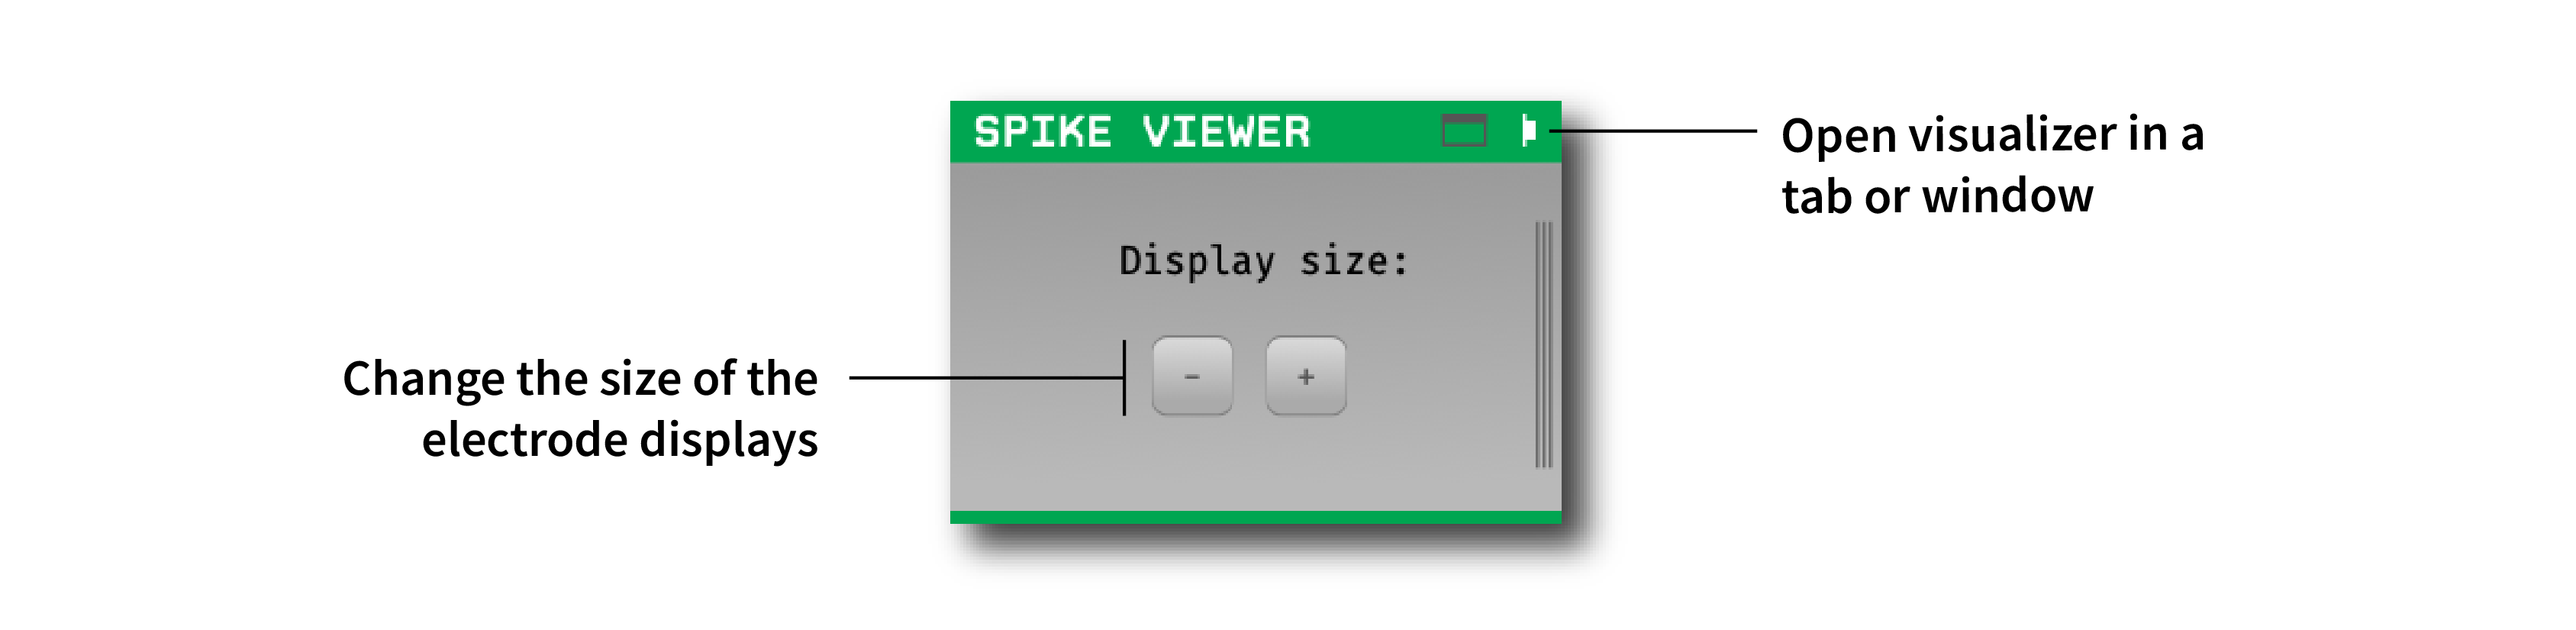 SPIKE VIEWER
Open visualizer in a
tab or window
Display size:
Change the size of the
electrode displays
- +